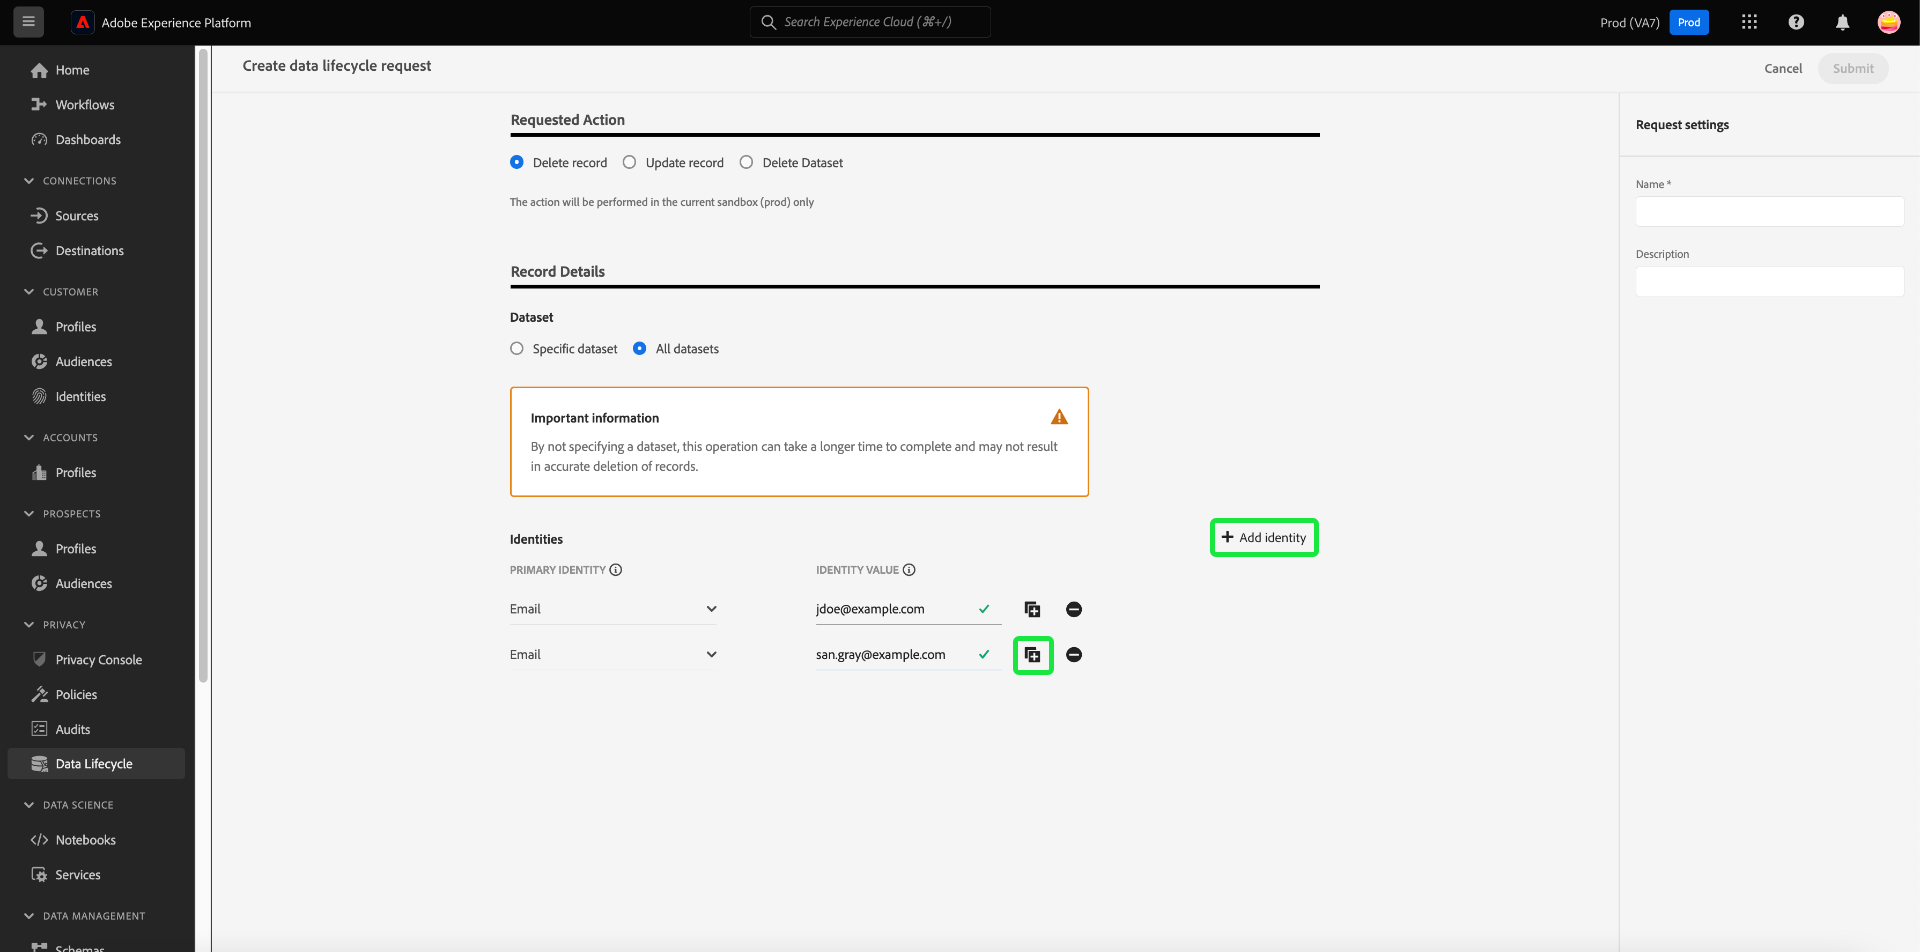 Adobe Experience Platform
Search Experience Cloud (⌘+/)
Prod (VA7)
Prod
Home
Workflows
Dashboards
CONNECTIONS
Sources
Destinations
CUSTOMER
Profiles
Audiences
Identities
ACCOUNTS
Profiles
PROSPECTS
Profiles
Audiences
PRIVACY
Privacy Console
Policies
Audits
Data Lifecycle
DATA SCIENCE
Notebooks
Services
DATA MANAGEMENT
Schemas
Create data lifecycle request
Cancel
Submit
Requested Action
Delete record
Update record
Delete Dataset
The action will be performed in the current sandbox (prod) only
Record Details
Dataset
Specific dataset
All datasets
Important information
By not specifying a dataset, this operation can take a longer time to complete and may not result
in accurate deletion of records.
Identities
+ Add identity
PRIMARY IDENTITY
IDENTITY VALUE
Email
jdoe@example.com
Email
san.gray@example.com
Request settings
Name *
Description